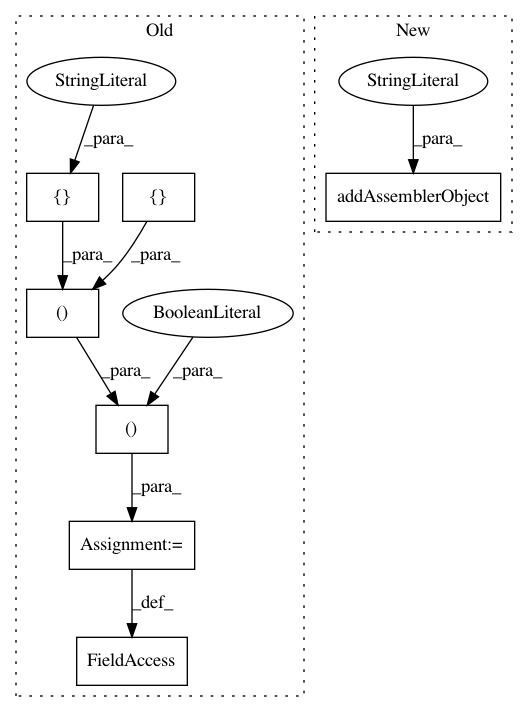 Old
New
StringLiteral
StringLiteral
_para_
_para_
{}
{}
addAssemblerObject
_para_
_para_
()
BooleanLiteral
_para_
_para_
()
_para_
Assignment:=
_def_
FieldAccess